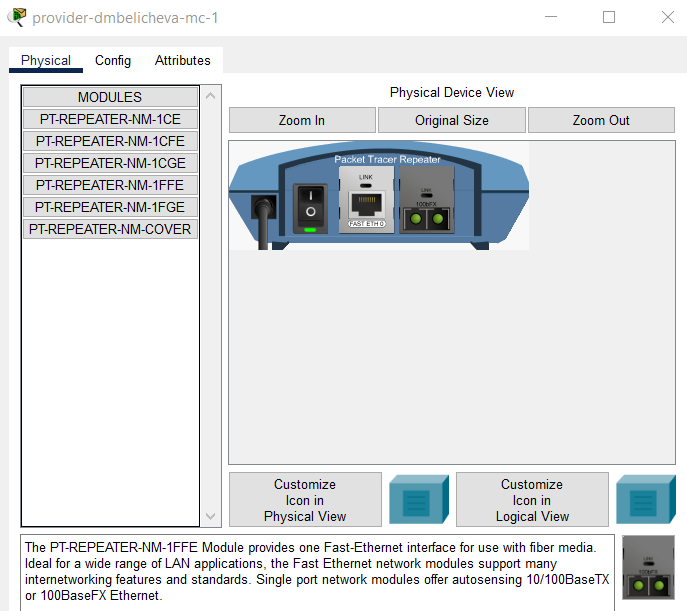 provider-dmbelicheva-mc-1
Physical Config Attributes
MODULES
PT-REPEATER-NM-1CE
PT-REPEATER-NM-1CFE
PT-REPEATER-NM-1CGE
PT-REPEATER-NM-1FFE
PT-REPEATER-NM-1FGE
PT-REPEATER-NM-COVER
Physical Device View
Zoom In Original Size Zoom Out
Packet Tracer Repeater
LINK
FAST ETH 0
LINK
100bFX
Customize
Icon in
Physical View
Customize
Icon in
Logical View
The PT-REPEATER-NM-1FFE Module provides one Fast-Ethernet interface for use with fiber media.
Ideal for a wide range of LAN applications, the Fast Ethernet network modules support many
internetworking features and standards. Single port network modules offer autosensing 10/100BaseTX
or 100BaseFX Ethernet.
LINK